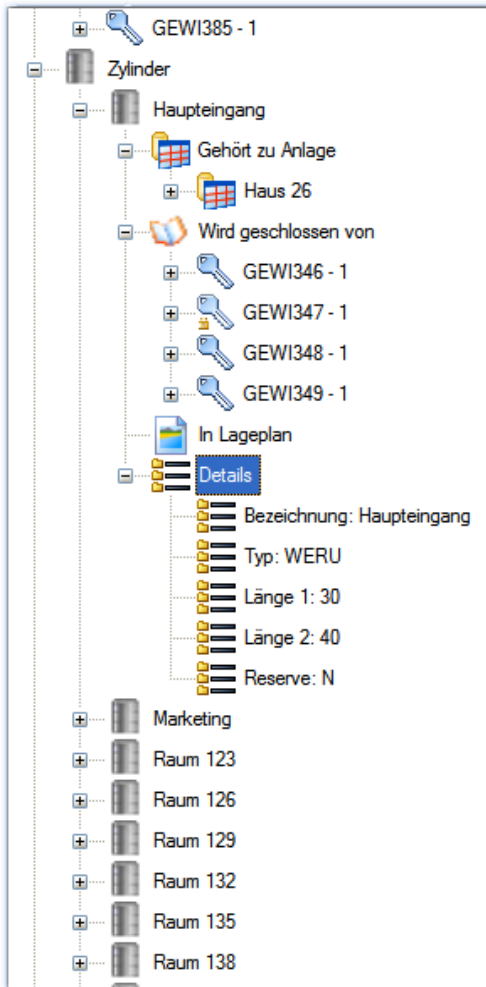 GEWI385 - 1
Zylinder
Haupteingang
Gehört zu Anlage
Haus 26
Wird geschlossen von
GEWI346 - 1
GEWI347 - 1
GEWI348 - 1
GEWI349 - 1
In Lageplan
Details
Bezeichnung: Haupteingang
Typ: WERU
Länge 1: 30
Länge 2: 40
Reserve: N
Marketing
Raum 123
Raum 126
Raum 129
Raum 132
Raum 135
Raum 138